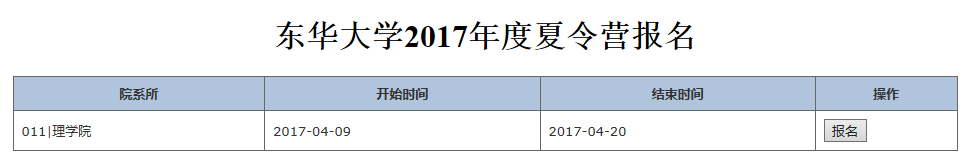 东华大学2017年度夏令营报名
院系所 开始时间 结束时间 操作
011|理学院 2017-04-09 2017-04-20 报名